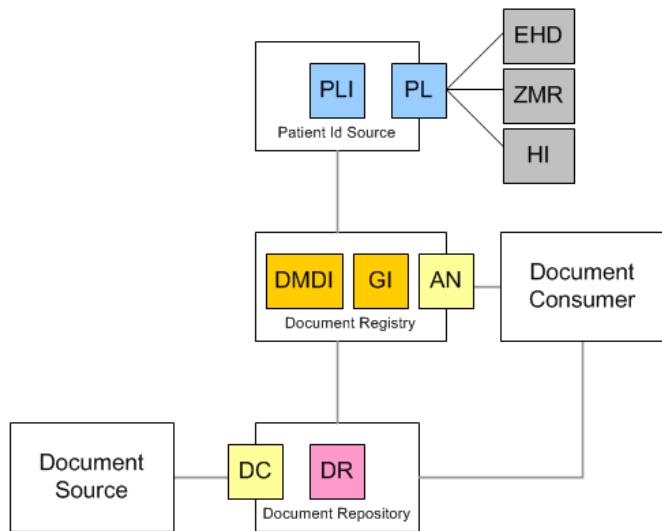 EHD
PLI
PL
ZMR
Patient Id Source
HI
DMDI
GI
AN
Document
Consumer
Document Registry
Document
Source
DC
DR
Document Repository